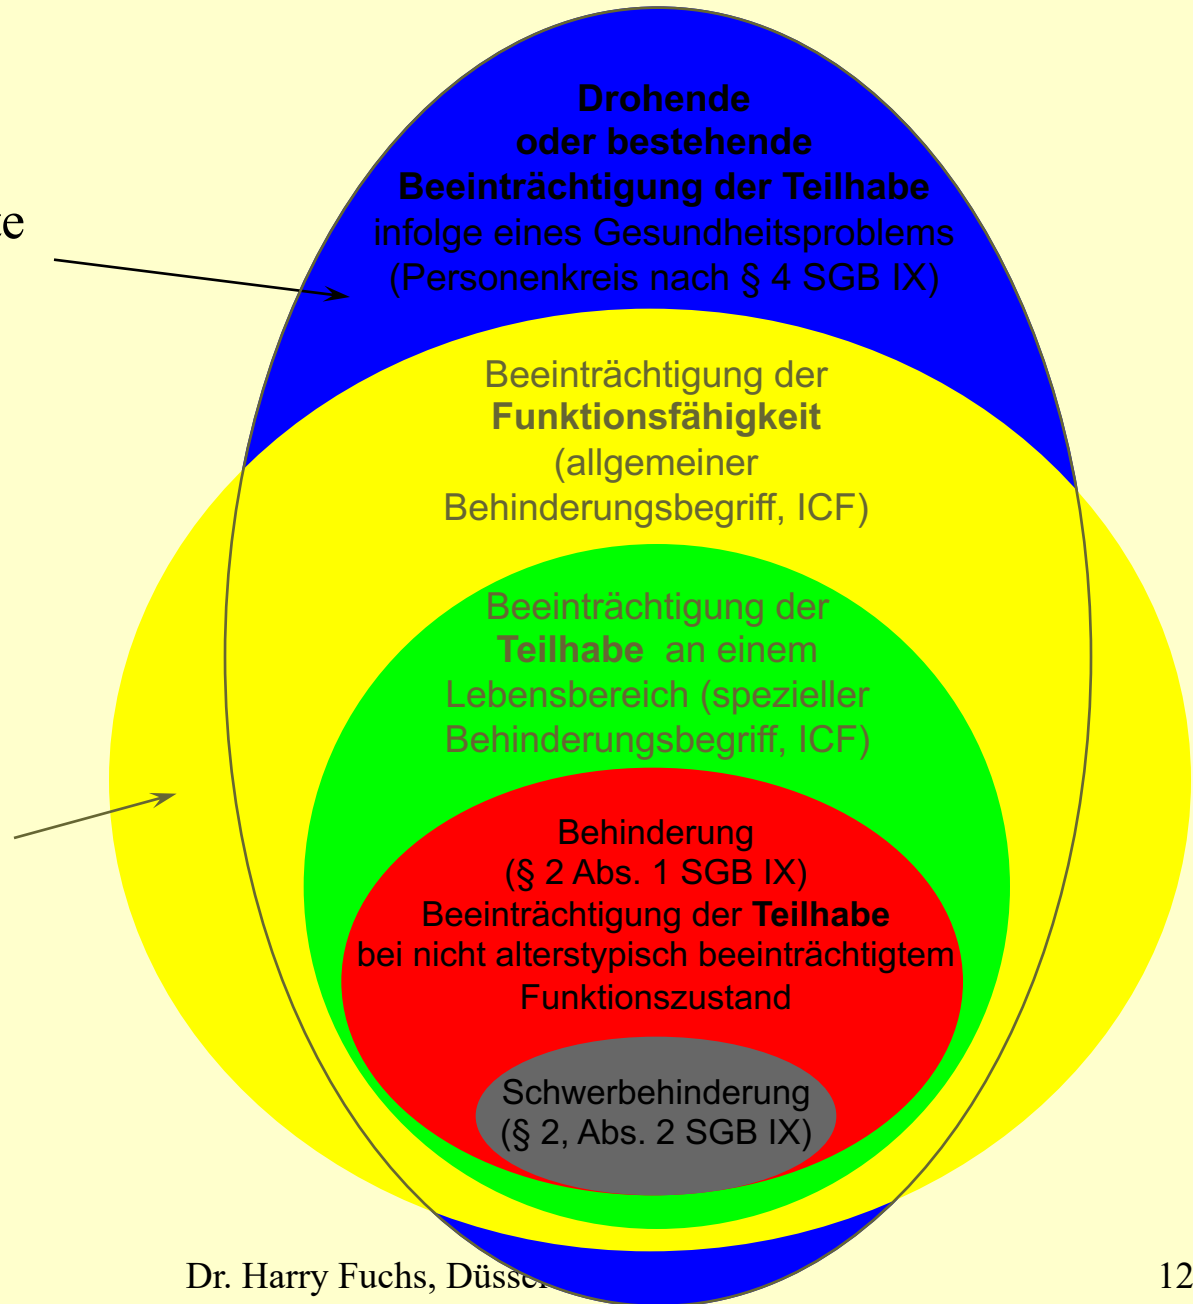 Drohende
oder bestehende
Beeinträchtigung der Teilhabe
infolge eines Gesundheitsproblems
(Personenkreis nach § 4 SGB IX)
Beeinträchtigung der
Funktionsfähigkeit
(allgemeiner
Behinderungsbegriff, ICF)
Beeinträchtigung der
Teilhabe an einem
Lebensbereich (spezieller
Behinderungsbegriff, ICF)
Behinderung
(§ 2 Abs. 1 SGB IX)
Beeinträchtigung der Teilhabe
bei nicht alterstypisch beeinträchtigtem
Funktionszustand
Schwerbehinderung
(§ 2, Abs. 2 SGB IX)
Dr. Harry Fuchs,
12